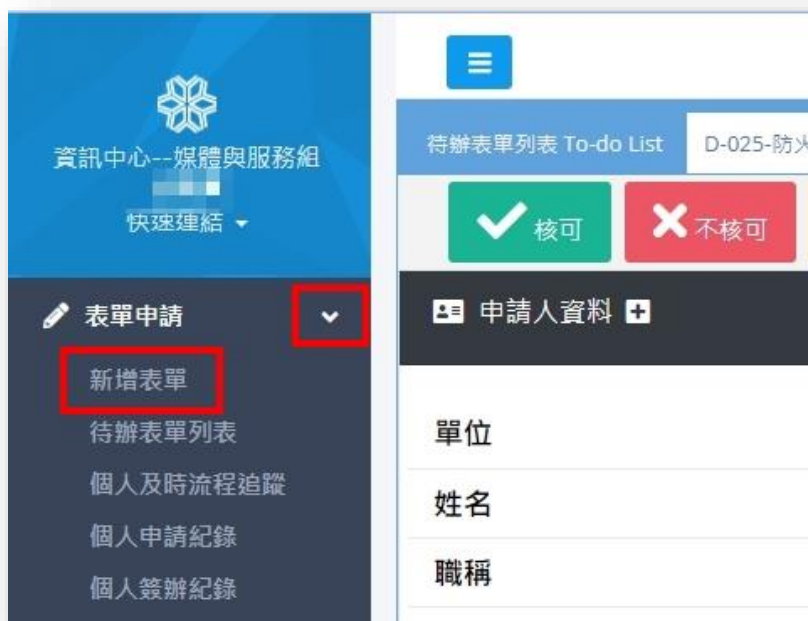 資訊中心--媒體與服務組
快速連結
表單申請
新增表單
待辦表單列表
個人及時流程追蹤
個人申請紀錄
個人簽辦紀錄
待辦表單列表 To-do List
D-025-防火
核可
不核可
申請人資料
單位
姓名
職稱